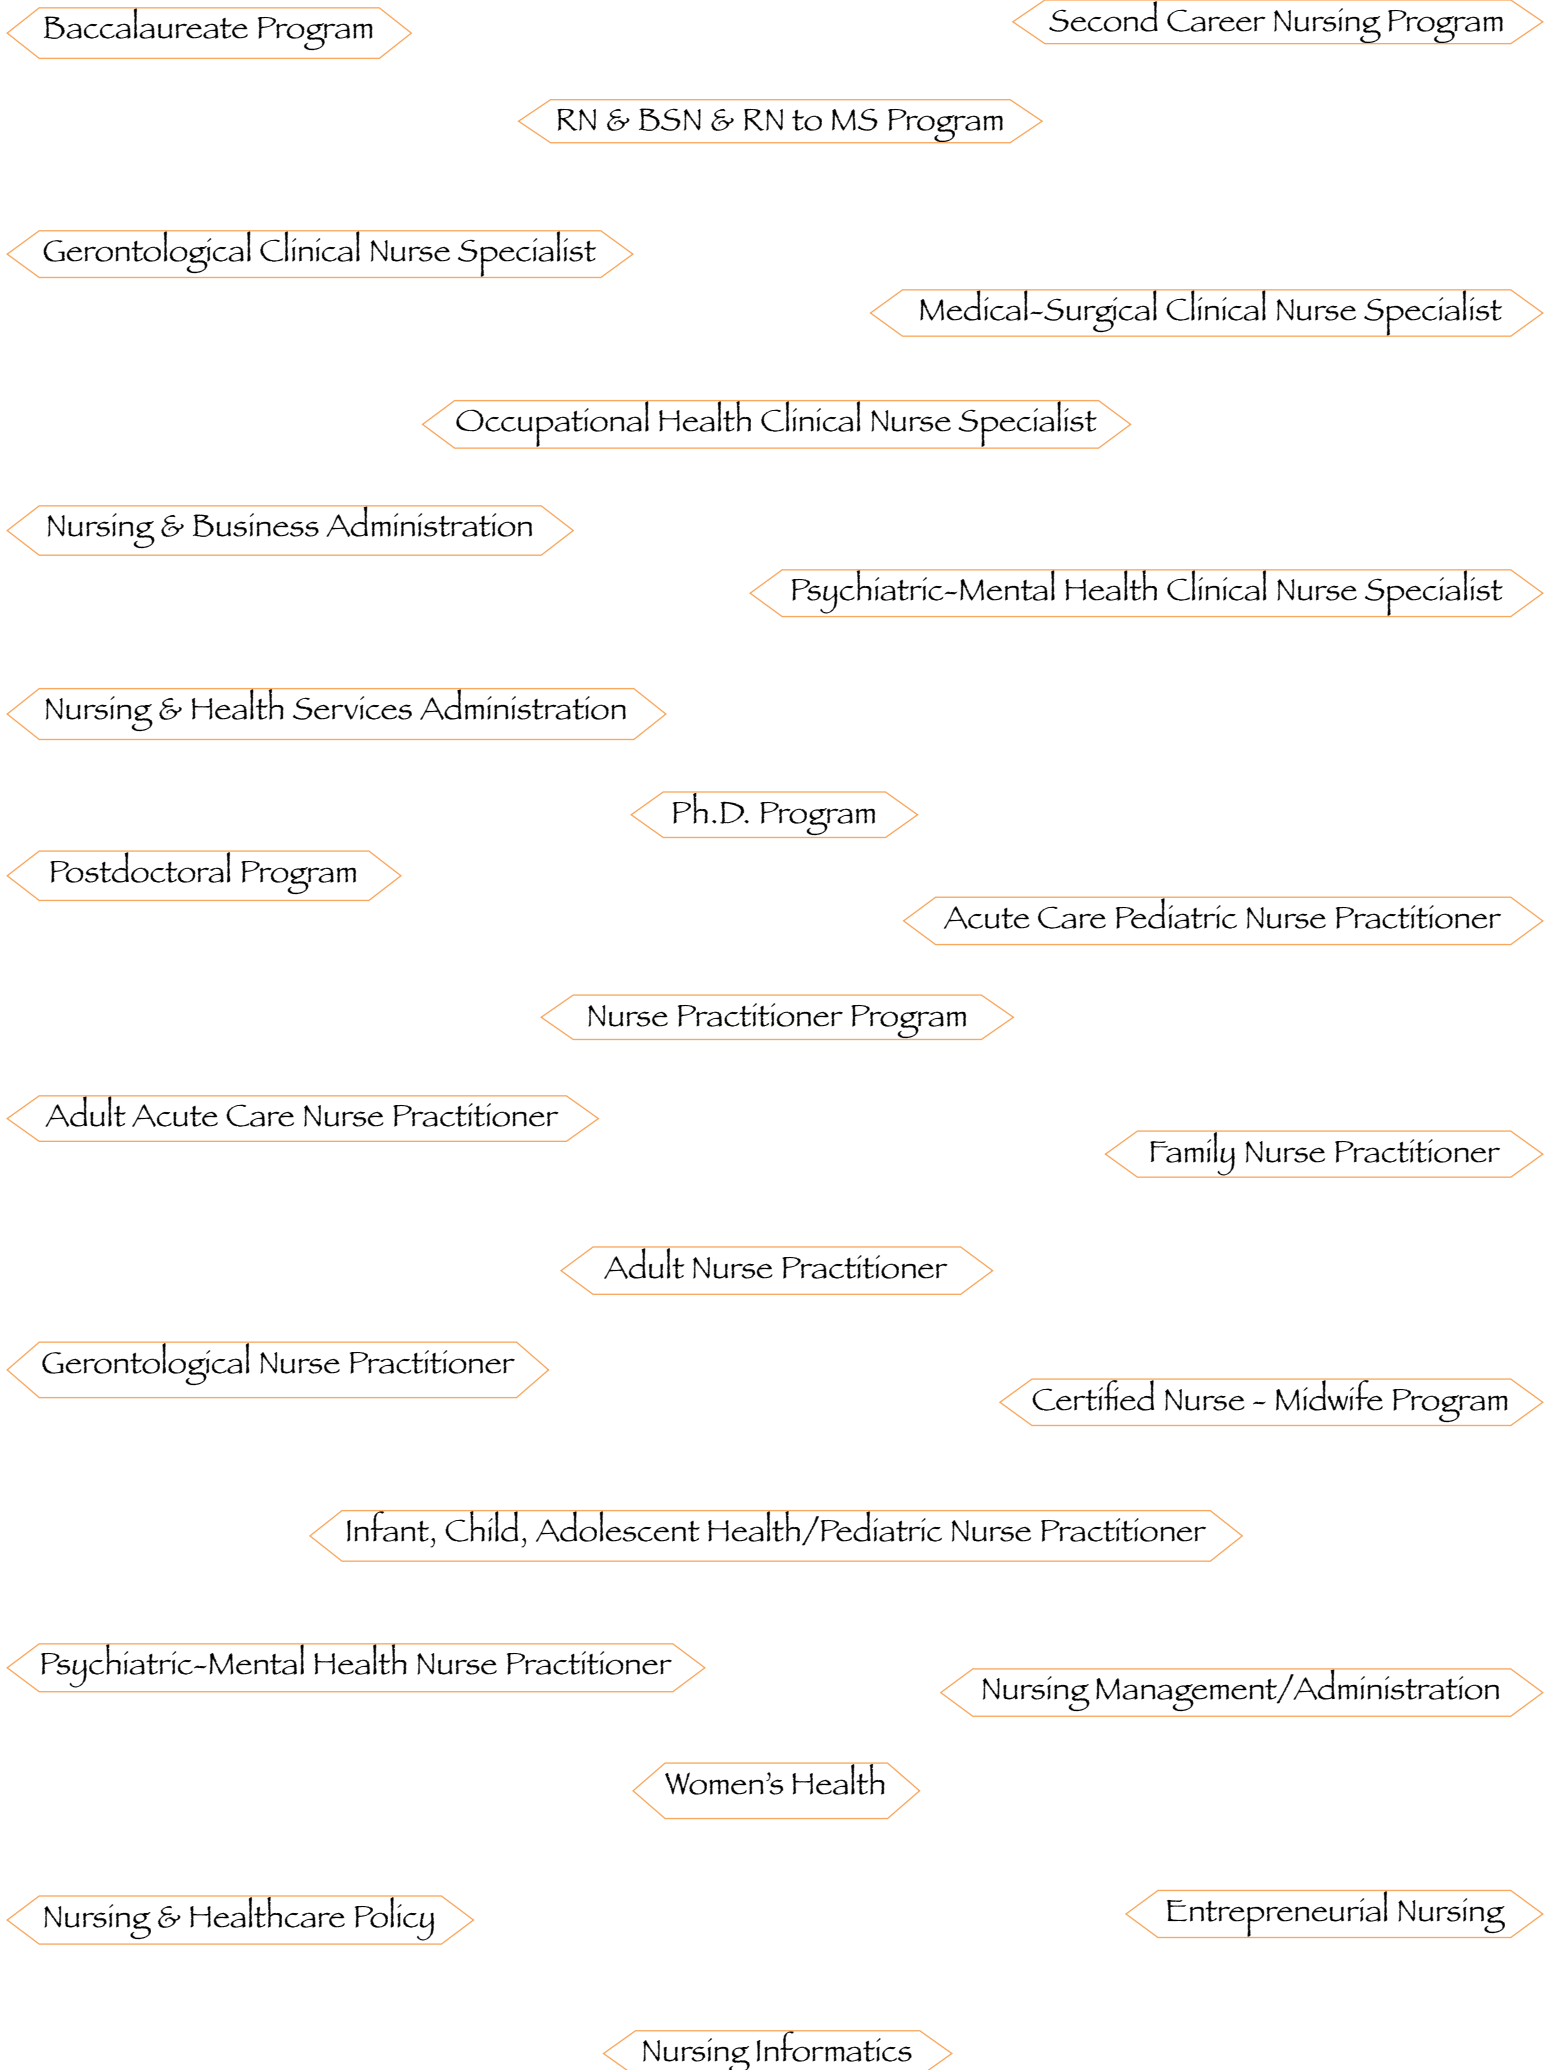 Baccalaureate Program
Second Career Nursing Program
RN & BSN & RN to MS Program
Gerontological Clinical Nurse Specialist
Medical-Surgical Clinical Nurse Specialist
Occupational Health Clinical Nurse Specialist
Nursing & Business Administration
Psychiatric-Mental Health Clinical Nurse Specialist
Nursing & Health Services Administration
Ph.D. Program
Postdoctoral Program
Acute Care Pediatric Nurse Practitioner
Nurse Practitioner Program
Adult Acute Care Nurse Practitioner
Family Nurse Practitioner
Adult Nurse Practitioner
Gerontological Nurse Practitioner
Certified Nurse - Midwife Program
Infant, Child, Adolescent Health/Pediatric Nurse Practitioner
Psychiatric-Mental Health Nurse Practitioner
Nursing Management/Administration
Women's Health
Nursing & Healthcare Policy
Entrepreneurial Nursing
Nursing Informatics